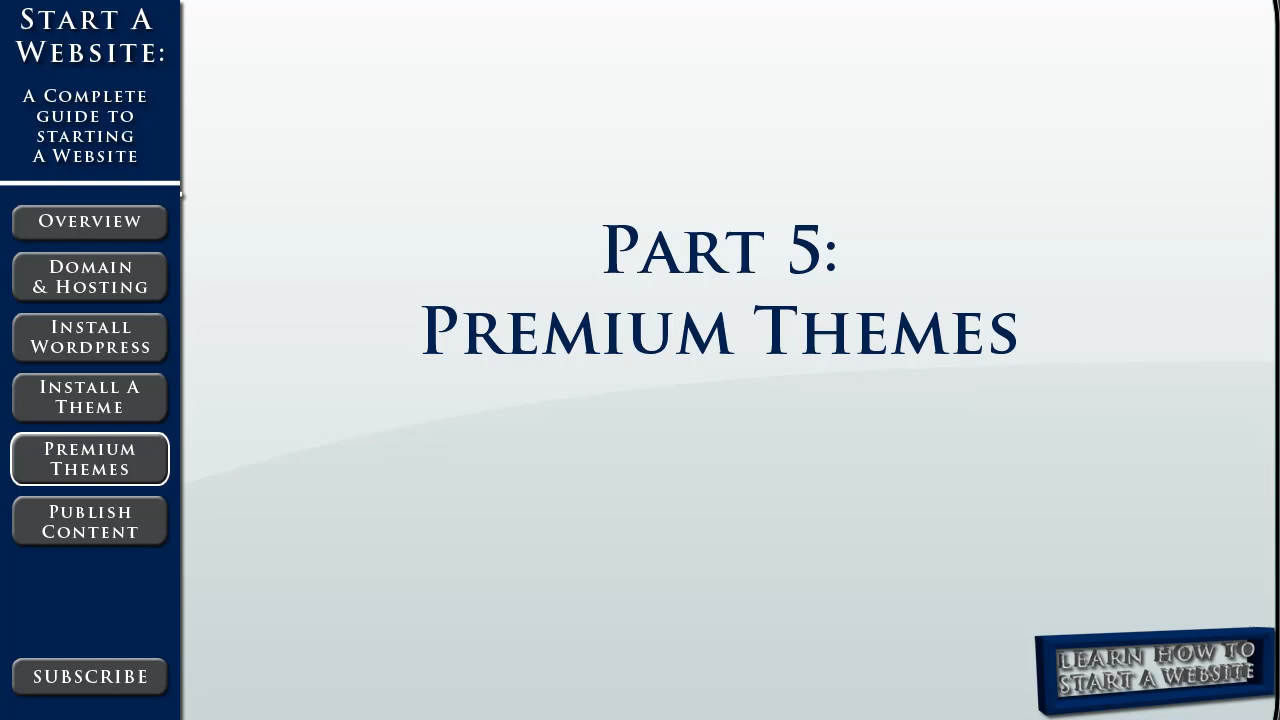 Start A
Website:
A Complete
guide to
starting
A Website
Overview
Domain
& Hosting
Install
Wordpress
Install A
Theme
Premium
Themes
Publish
Content
SUBSCRIBE
Part 5:
Premium Themes
LEARN HOW TO
START A WEBSITE